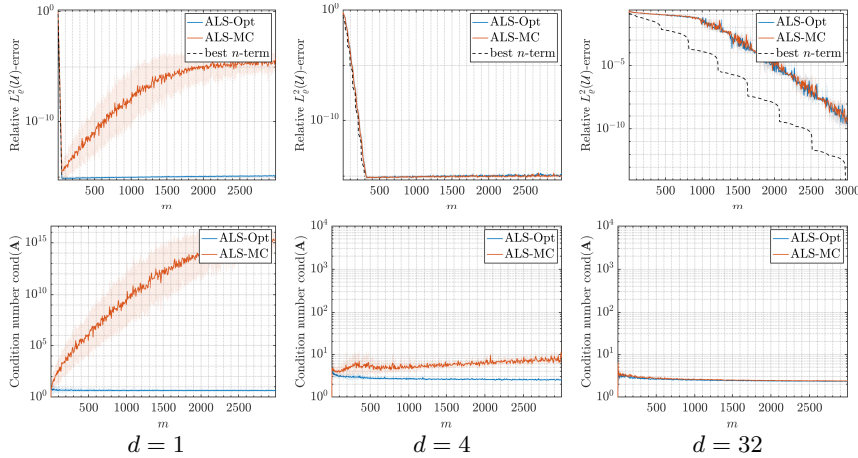 10^0
10^{-10}
Relative L^2_ϱ(𝒰)-error
ALS-Opt
ALS-MC
best n-term
500 1000 1500 2000 2500
m
10^0
10^{-10}
Relative L^2_ϱ(𝒰)-error
ALS-Opt
ALS-MC
best n-term
500 1000 1500 2000 2500
m
10^{-5}
10^{-10}
Relative L^2_ϱ(𝒰)-error
ALS-Opt
ALS-MC
best n-term
500 1000 1500 2000 2500 3000
m
10^{15}
10^{10}
10^5
10^0
Condition number cond(A)
ALS-Opt
ALS-MC
500 1000 1500 2000 2500
m
10^4
10^3
10^2
10^1
10^0
Condition number cond(A)
ALS-Opt
ALS-MC
500 1000 1500 2000 2500
m
10^4
10^3
10^2
10^1
10^0
Condition number cond(A)
ALS-Opt
ALS-MC
500 1000 1500 2000 2500
m
d = 1
d = 4
d = 32